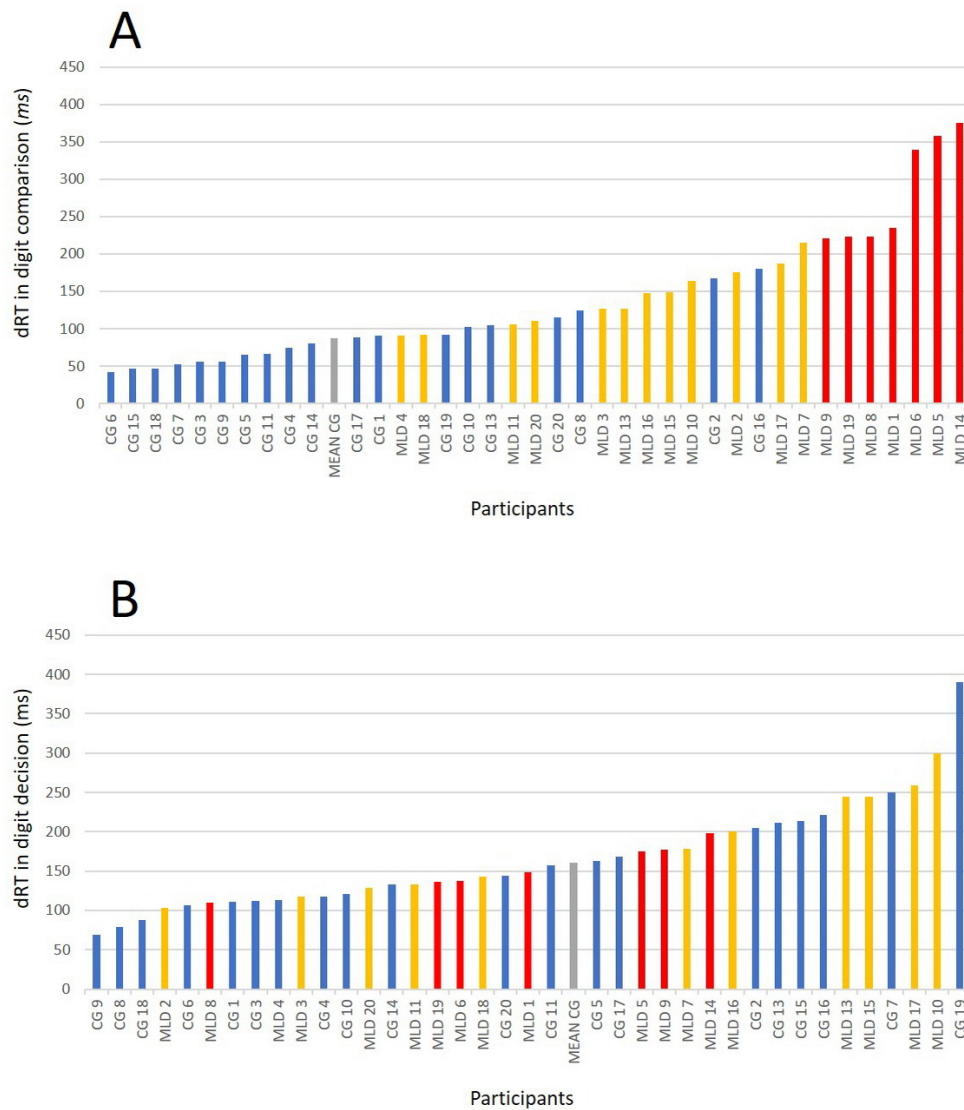 A
450
400
350
300
250
200
150
100
50
0
dRT in digit comparison (ms)
CG 6
CG 15
CG 18
CG 7
CG 3
CG 9
CG 5
CG 11
CG 4
CG 14
MEAN CG
CG 17
CG 1
MLD 4
MLD 18
CG 19
CG 10
CG 13
MLD 11
MLD 20
CG 20
CG 8
MLD 3
MLD 13
MLD 16
MLD 15
MLD 10
CG 2
MLD 2
CG 16
MLD 17
MLD 7
MLD 9
MLD 19
MLD 8
MLD 1
MLD 6
MLD 5
MLD 14
Participants
B
450
400
350
300
250
200
150
100
50
0
dRT in digit decision (ms)
CG 9
CG 8
CG 18
MLD 2
CG 6
MLD 8
CG 1
CG 3
MLD 4
MLD 3
CG 4
CG 10
MLD 20
CG 14
MLD 11
MLD 19
MLD 6
MLD 18
CG 20
MLD 1
CG 11
MEAN CG
CG 5
CG 17
MLD 5
MLD 9
MLD 7
MLD 14
MLD 16
CG 2
CG 13
CG 15
CG 16
MLD 13
MLD 15
CG 7
MLD 17
MLD 10
CG 19
Participants